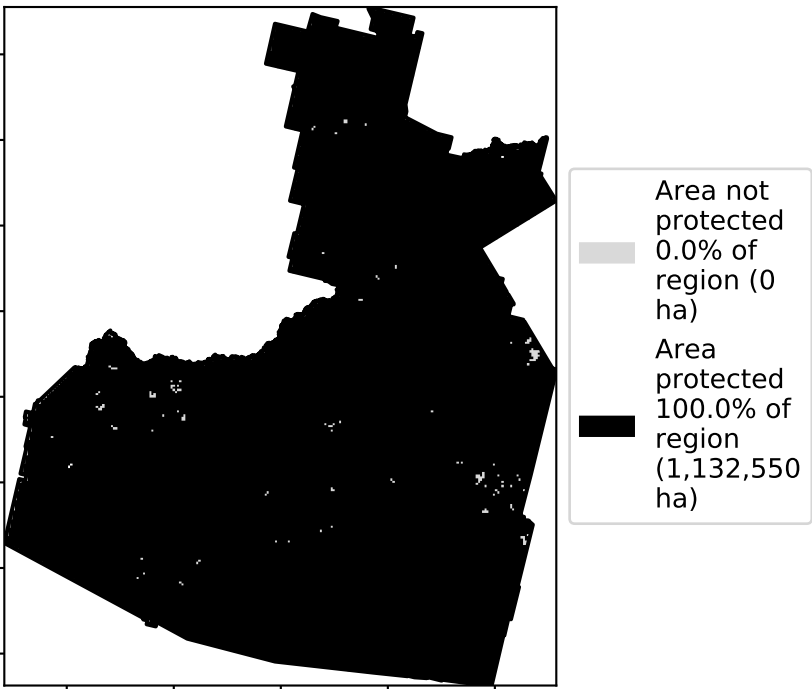 Area not
protected
0.0% of
region (0
ha)
Area
protected
100.0% of
region
(1,132,550
ha)